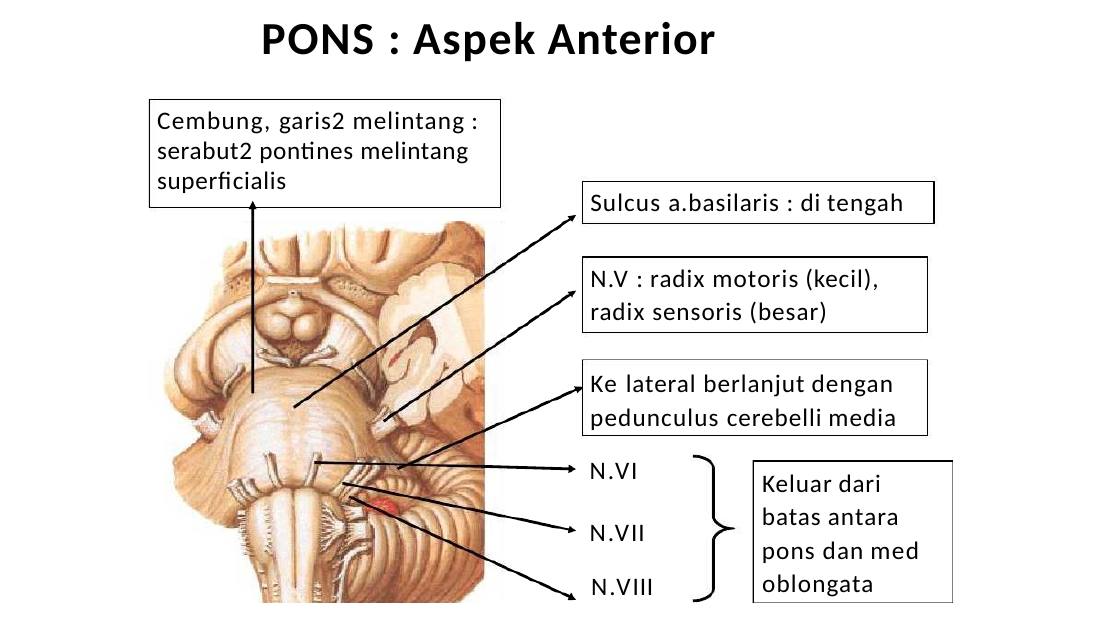 PONS : Aspek Anterior
Cembung, garis2 melintang :
serabut2 pontines melintang
superficialis
Sulcus a.basilaris : di tengah
N.V : radix motoris (kecil),
radix sensoris (besar)
Ke lateral berlanjut dengan
pedunculus cerebelli media
N.VI
N.VII
N.VIII
Keluar dari
batas antara
pons dan med
oblongata